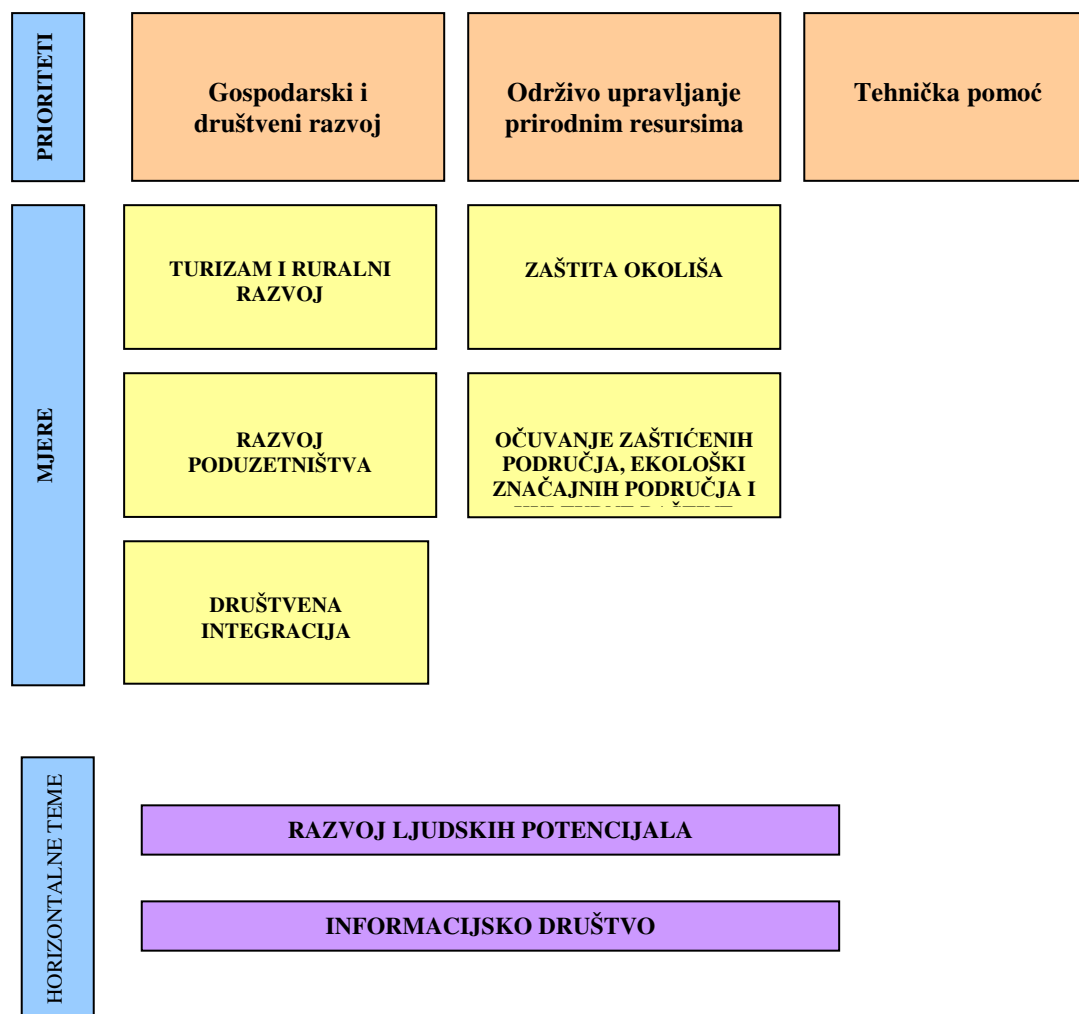 PRIORITETI
Gospodarski i
društveni razvoj
Održivo upravljanje
prirodnim resursima
Tehnička pomoć
MJERE
TURIZAM I RURALNI
RAZVOJ
ZAŠTITA OKOLIŠA
RAZVOJ
PODUZETNIŠTVA
OČUVANJE ZAŠTIĆENIH
PODRUČJA, EKOLOŠKI
ZNAČAJNIH PODRUČJA I
DRUŠTVENA
INTEGRACIJA
HORIZONTALNE TEME
RAZVOJ LJUDSKIH POTENCIJALA
INFORMACIJSKO DRUŠTVO